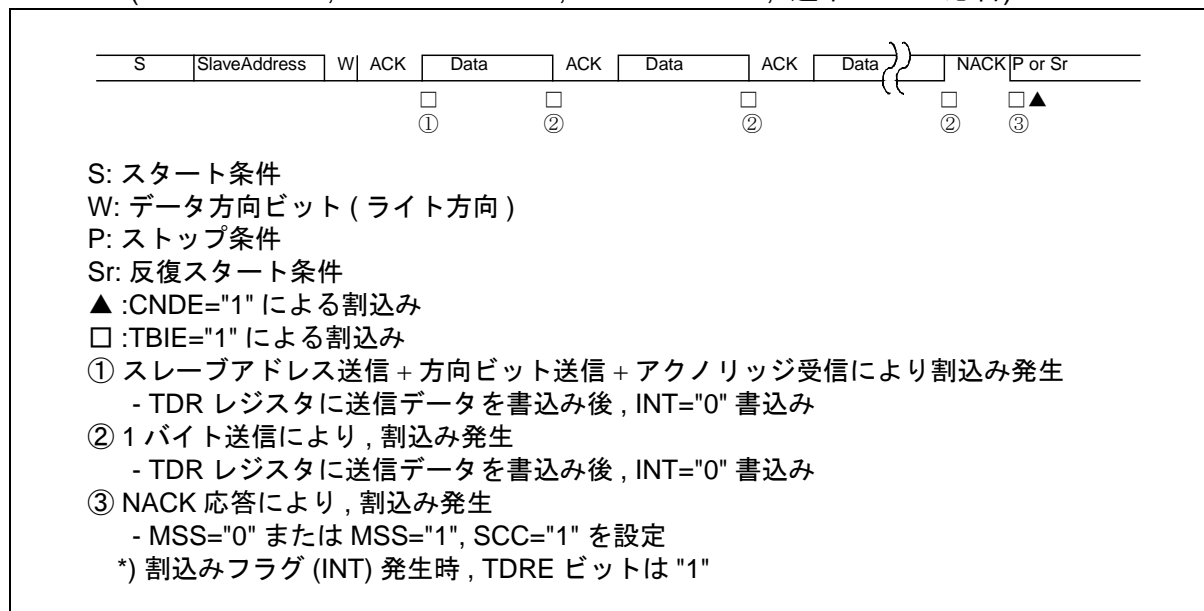 S SlaveAddress W ACK Data ACK Data ACK Data NACK P or Sr
□ □ □ □ □▲
① ② ② ② ③
S: スタート条件
W: データ方向ビット ( ライト方向 )
P: ストップ条件
Sr: 反復スタート条件
▲ :CNDE="1" による割込み
□ :TBIE="1" による割込み
① スレーブアドレス送信 + 方向ビット送信 + アクノリッジ受信により割込み発生
- TDR レジスタに送信データを書込み後 , INT="0" 書込み
② 1 バイト送信により , 割込み発生
- TDR レジスタに送信データを書込み後 , INT="0" 書込み
③ NACK 応答により , 割込み発生
- MSS="0" または MSS="1", SCC="1" を設定
*) 割込みフラグ (INT) 発生時 , TDRE ビットは "1"